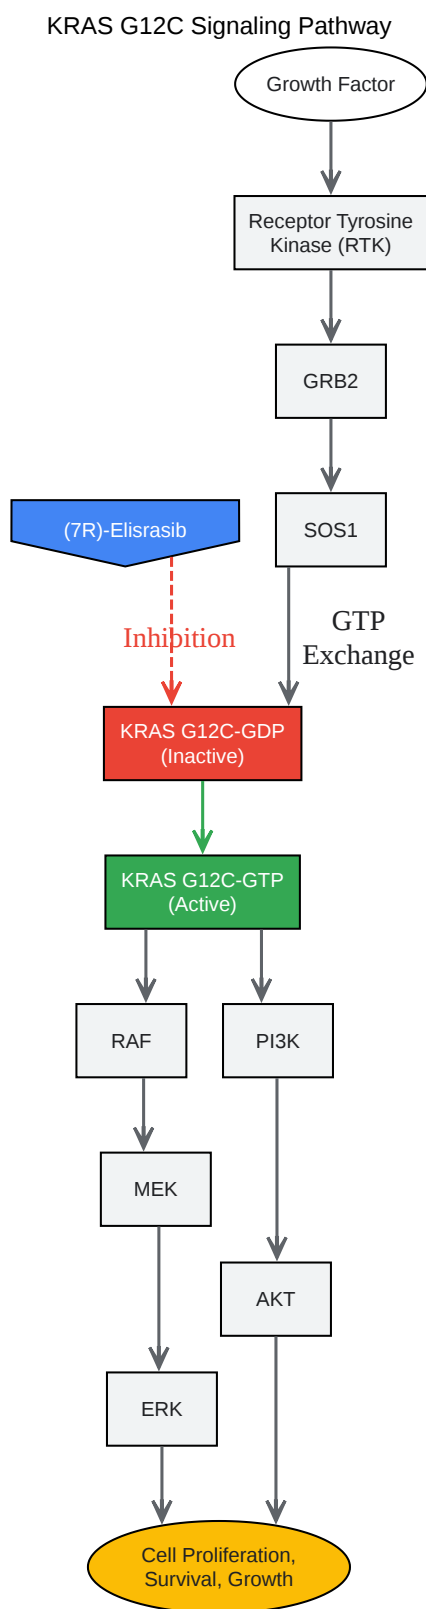 KRAS G12C Signaling Pathway
Growth Factor
Receptor Tyrosine
Kinase (RTK)
GRB2
SOS1
(7R)-Elisrasib
Inhibition
GTP
Exchange
KRAS G12C-GDP
(Inactive)
KRAS G12C-GTP
(Active)
RAF
PI3K
MEK
AKT
ERK
Cell Proliferation,
Survival, Growth